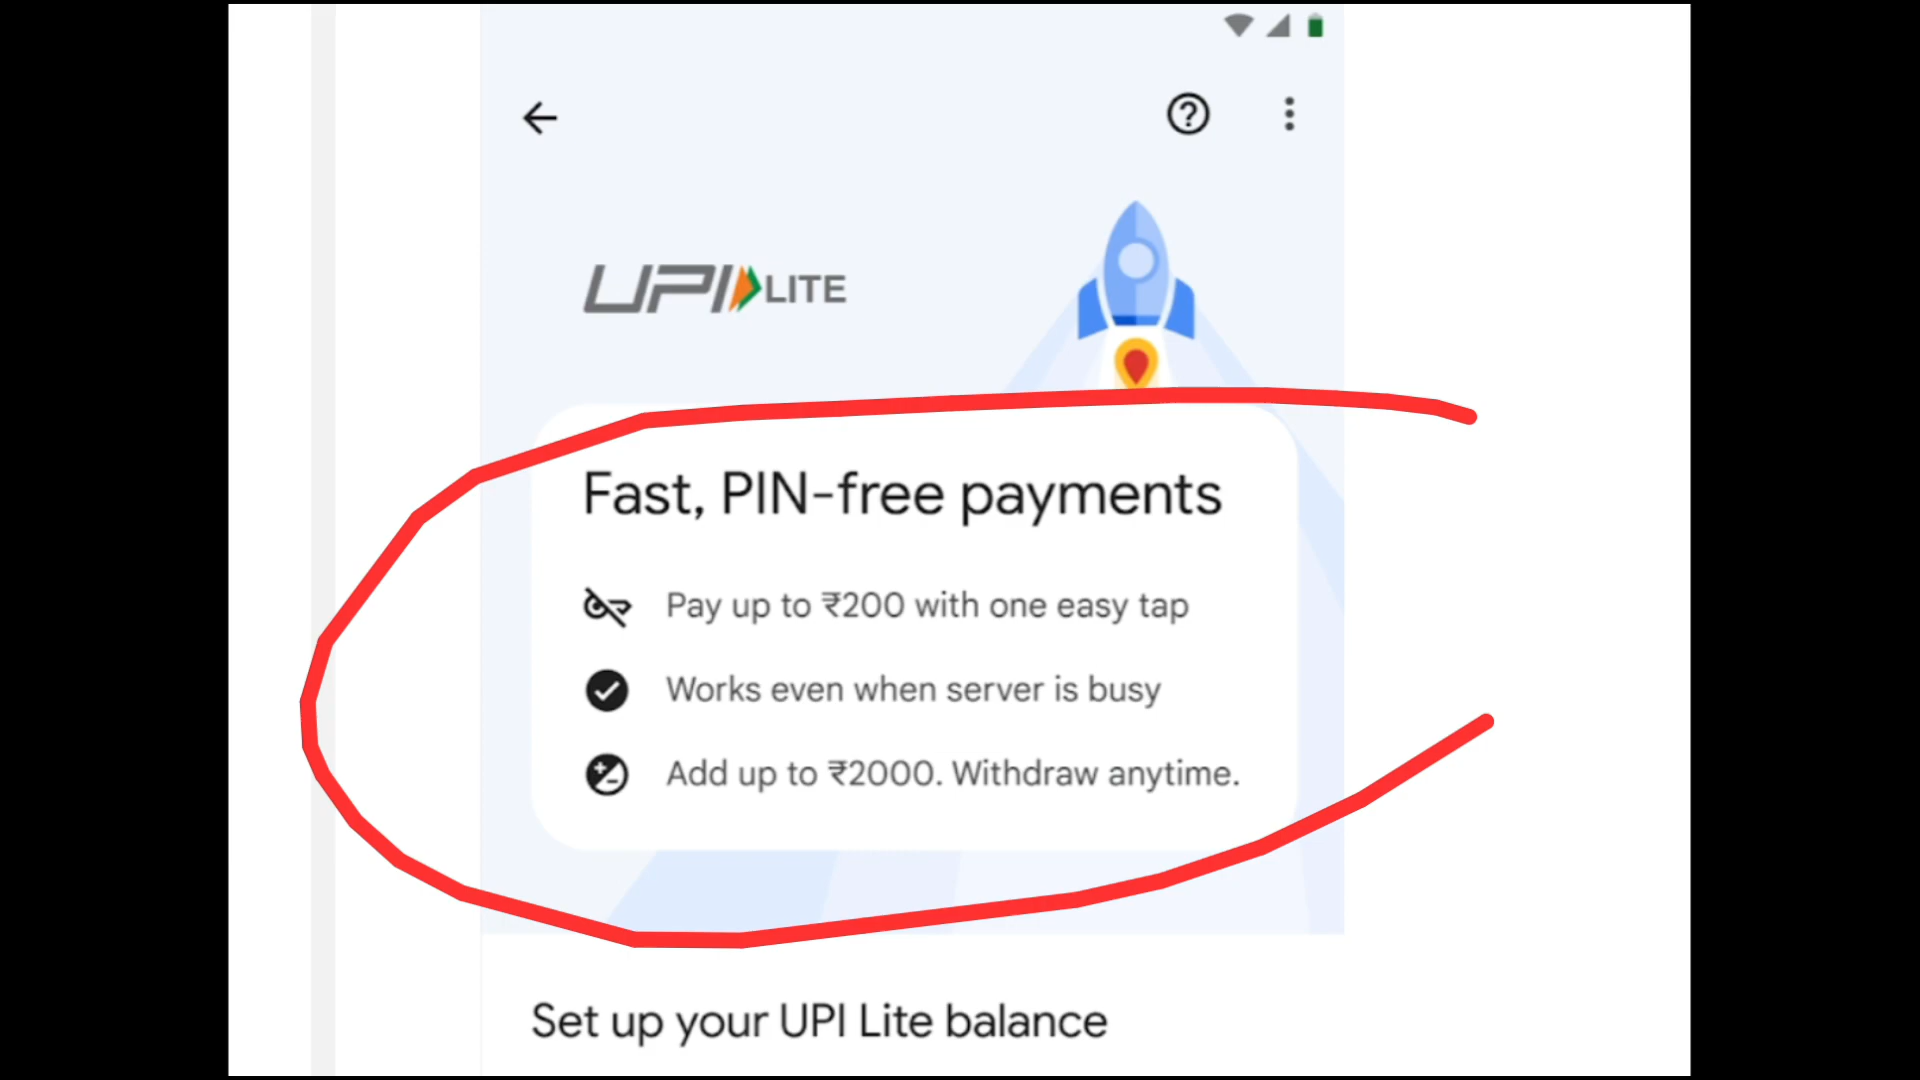 UPI LITE
Fast, PIN-free payments
Pay up to ₹200 with one easy tap
Works even when server is busy
Add up to ₹2000. Withdraw anytime.
Set up your UPI Lite balance